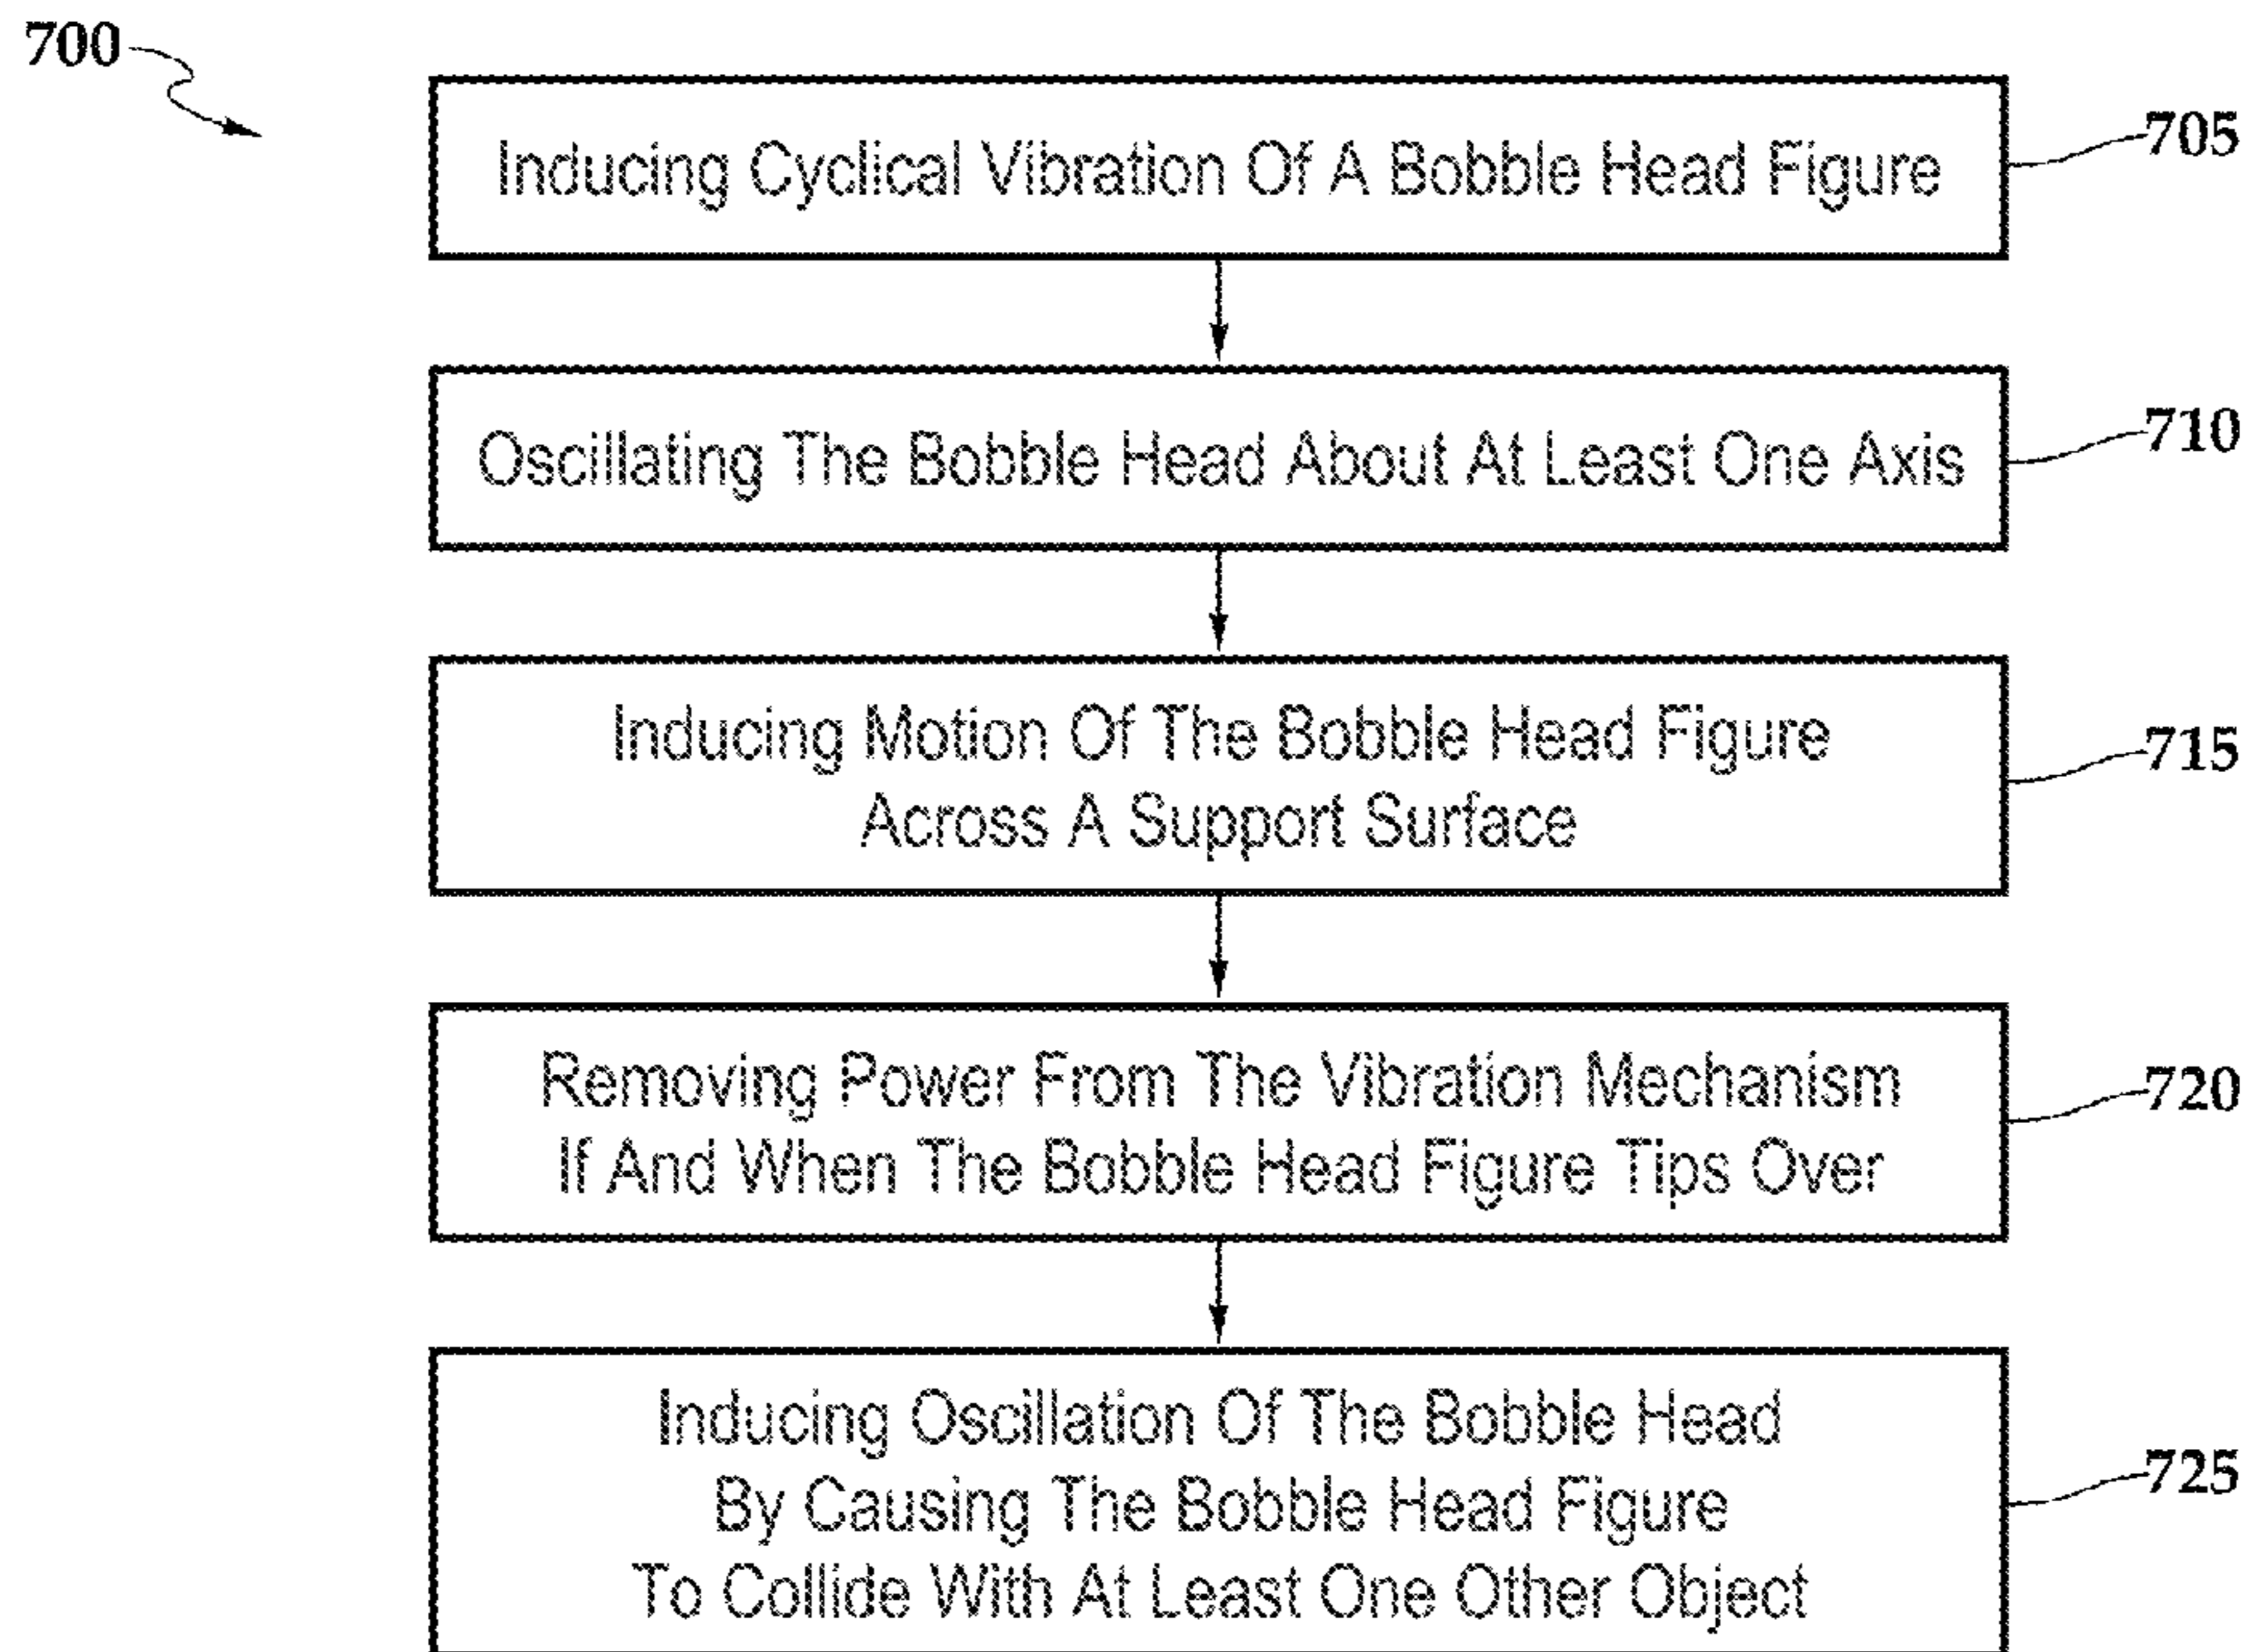 700
Inducing Cyclical Vibration Of A Bobble Head Figure
705
Oscillating The Bobble Head About At Least One Axis
710
Inducing Motion Of The Bobble Head Figure
Across A Support Surface
715
Removing Power From The Vibration Mechanism
If And When The Bobble Head Figure Tips Over
720
Inducing Oscillation Of The Bobble Head
By Causing The Bobble Head Figure
To Collide With At Least One Other Object
725